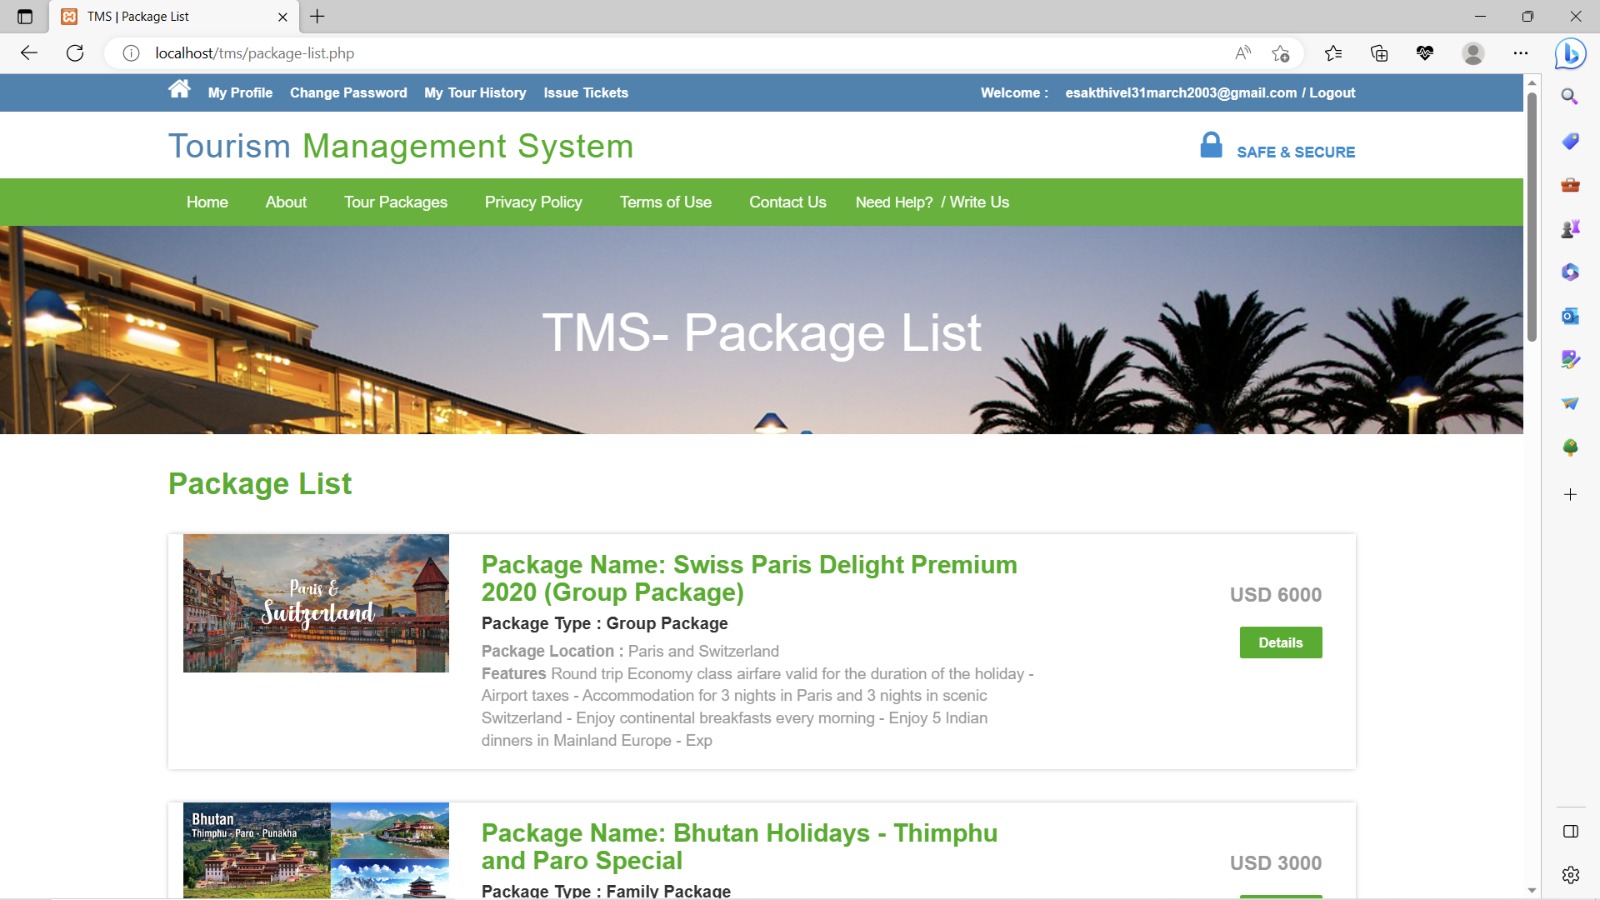 TMS | Package List
localhost/tms/package-list.php
My Profile Change Password My Tour History Issue Tickets Welcome : esakthivel31march2003@gmail.com / Logout
Tourism Management System
SAFE & SECURE
Home About Tour Packages Privacy Policy Terms of Use Contact Us Need Help? / Write Us
TMS- Package List
Package List
Paris &
Switzerland
Package Name: Swiss Paris Delight Premium
2020 (Group Package)
USD 6000
Package Type : Group Package
Details
Package Location : Paris and Switzerland
Features Round trip Economy class airfare valid for the duration of the holiday -
Airport taxes - Accommodation for 3 nights in Paris and 3 nights in scenic
Switzerland - Enjoy continental breakfasts every morning - Enjoy 5 Indian
dinners in Mainland Europe - Exp
Bhutan
Thimphu - Paro - Punakha
Package Name: Bhutan Holidays - Thimphu
and Paro Special
USD 3000
Package Type : Family Package